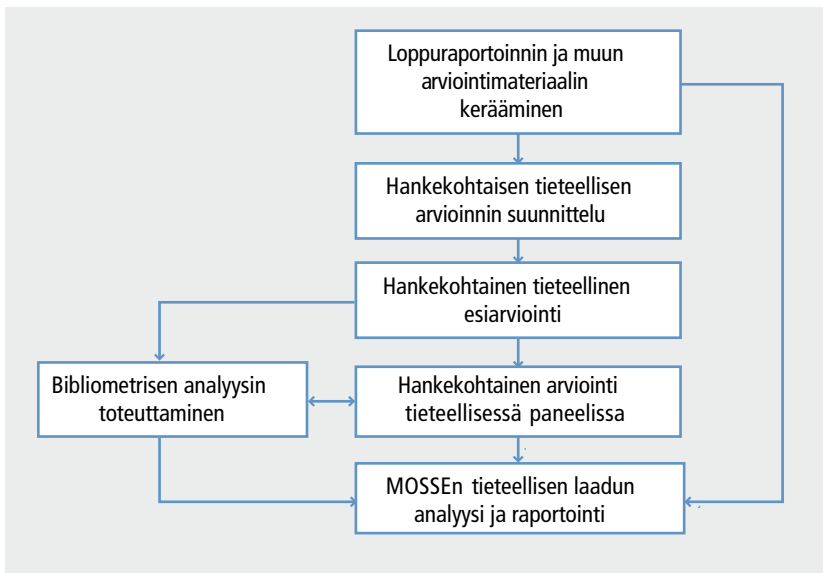 Loppuraportoinnin ja muun
arviointimateriaalin
kerääminen
Hankekohtaisen tieteellisen
arvioinnin suunnittelu
Hankekohtainen tieteellinen
esiarviointi
Bibliometrisen analyysin
toteuttaminen
Hankekohtainen arviointi
tieteellisessä paneelissa
MOSSEn tieteellisen laadun
analyysi ja raportointi